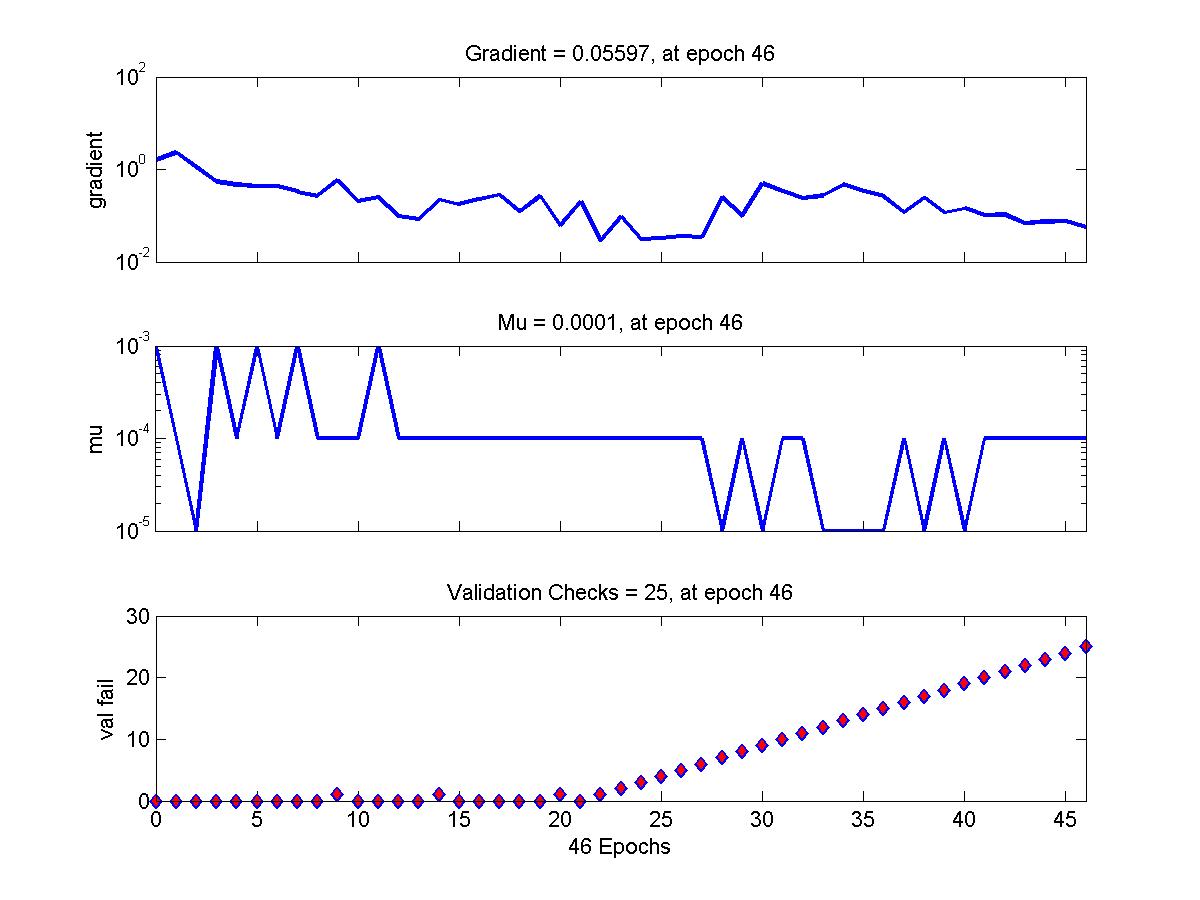 Gradient = 0.05597, at epoch 46
10^2
10^0
10^-2
gradient
Mu = 0.0001, at epoch 46
10^-3
10^-4
10^-5
mu
Validation Checks = 25, at epoch 46
30
20
10
0
val fail
0 5 10 15 20 25 30 35 40 45
46 Epochs